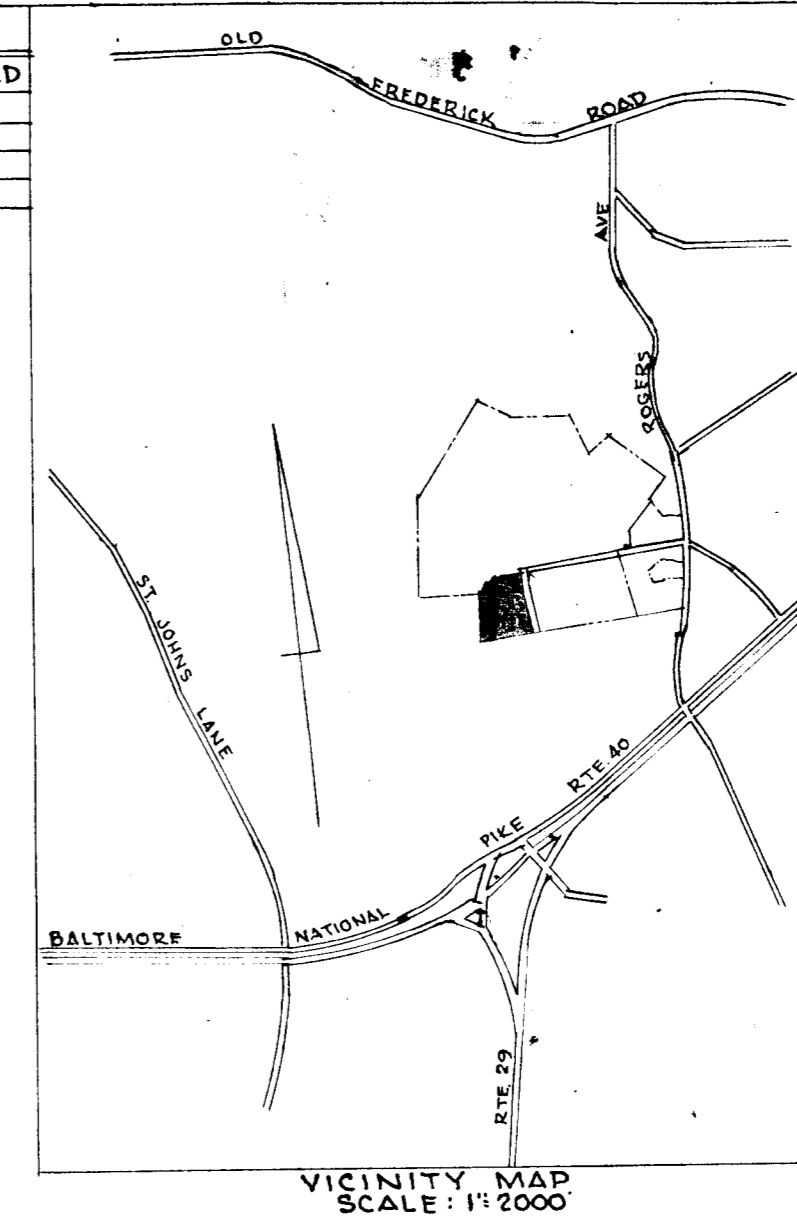 D
OLD
FREDERICK
ROAD
AVE
ROGERS
ST. JOHNS
LANE
RTE. 40
PIKE
NATIONAL
BALTIMORE
RTE. 29
VICINITY MAP
SCALE: 1"=2000'